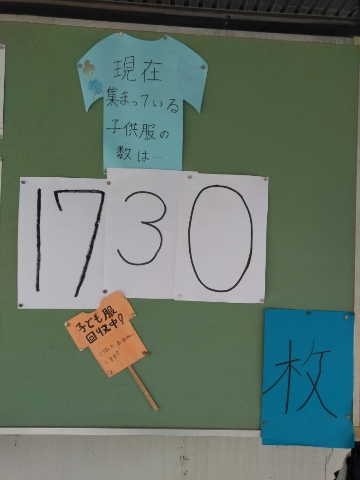 現在
集まっている
子供服の
数は…
1730
枚
子ども服
回収中!